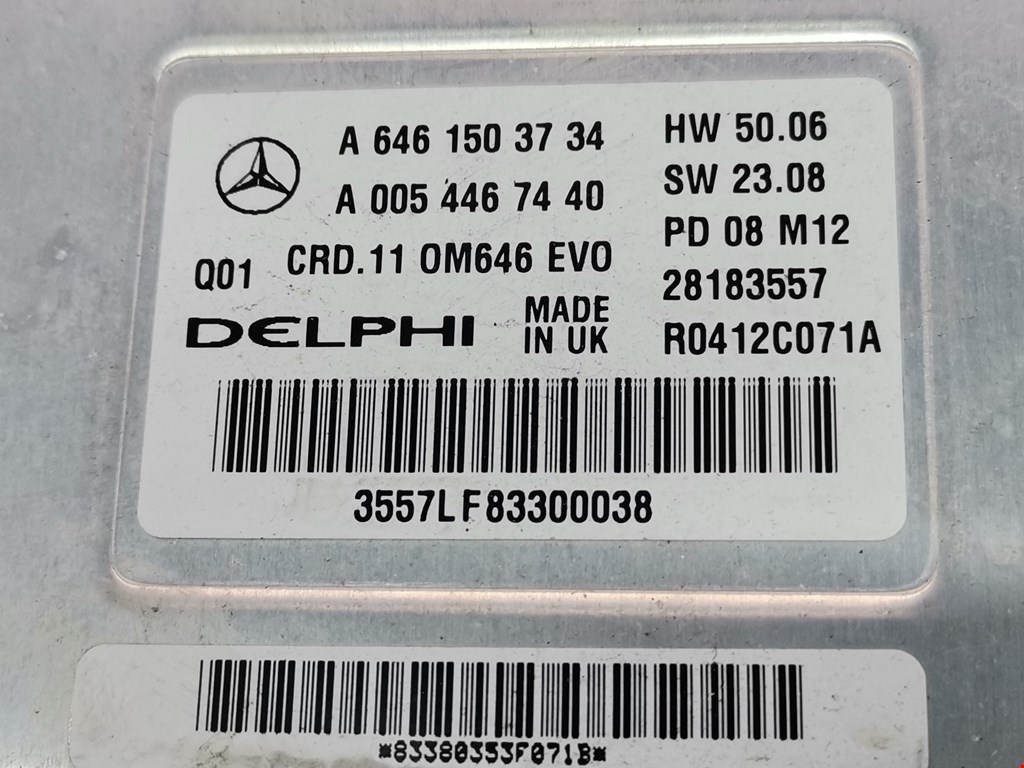 A 646 150 37 34
A 005 446 74 40
Q01 CRD.11 OM646 EVO
DELPHI MADE IN UK
HW 50.06
SW 23.08
PD 08 M12
28183557
R0412C071A
3557LF83300038
*83380353F071B*